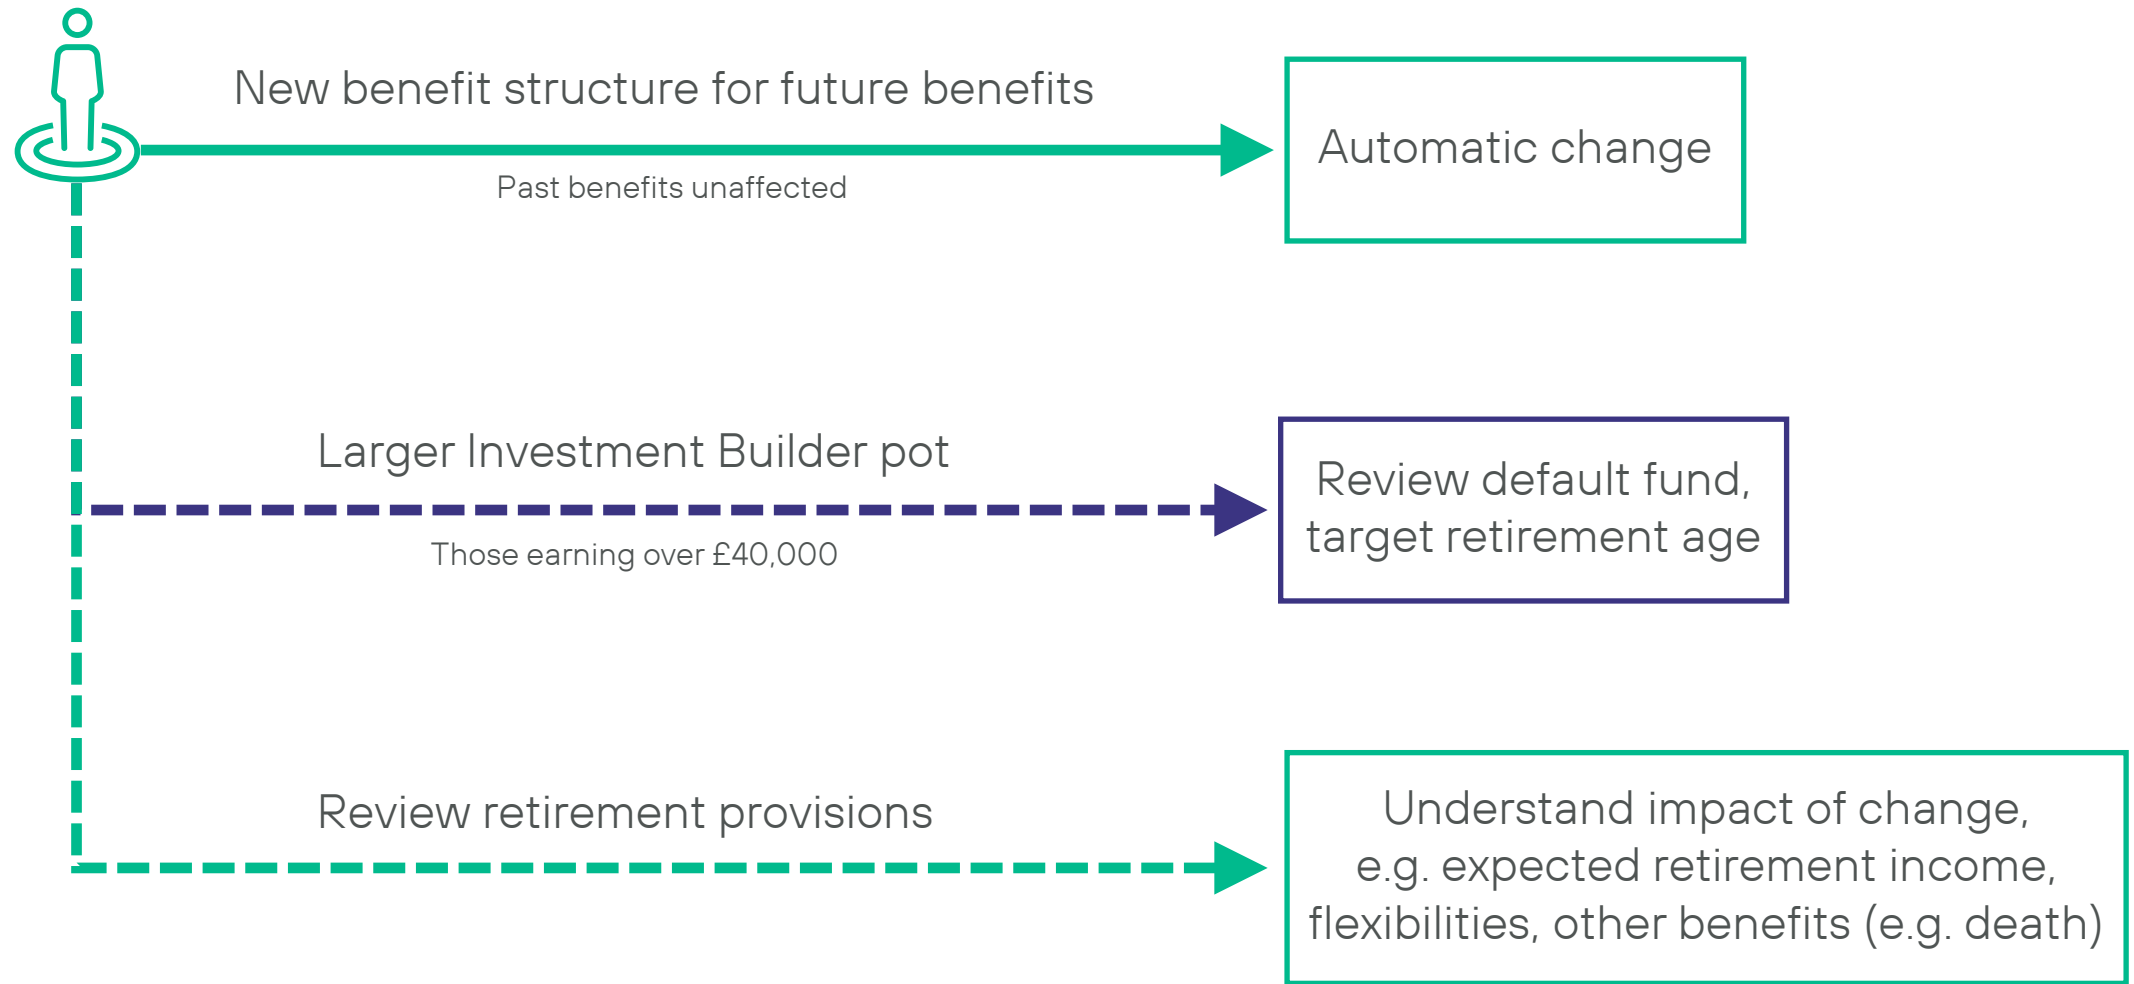 New benefit structure for future benefits
Past benefits unaffected
Automatic change
Larger Investment Builder pot
Those earning over £40,000
Review default fund,
target retirement age
Review retirement provisions
Understand impact of change,
e.g. expected retirement income,
flexibilities, other benefits (e.g. death)